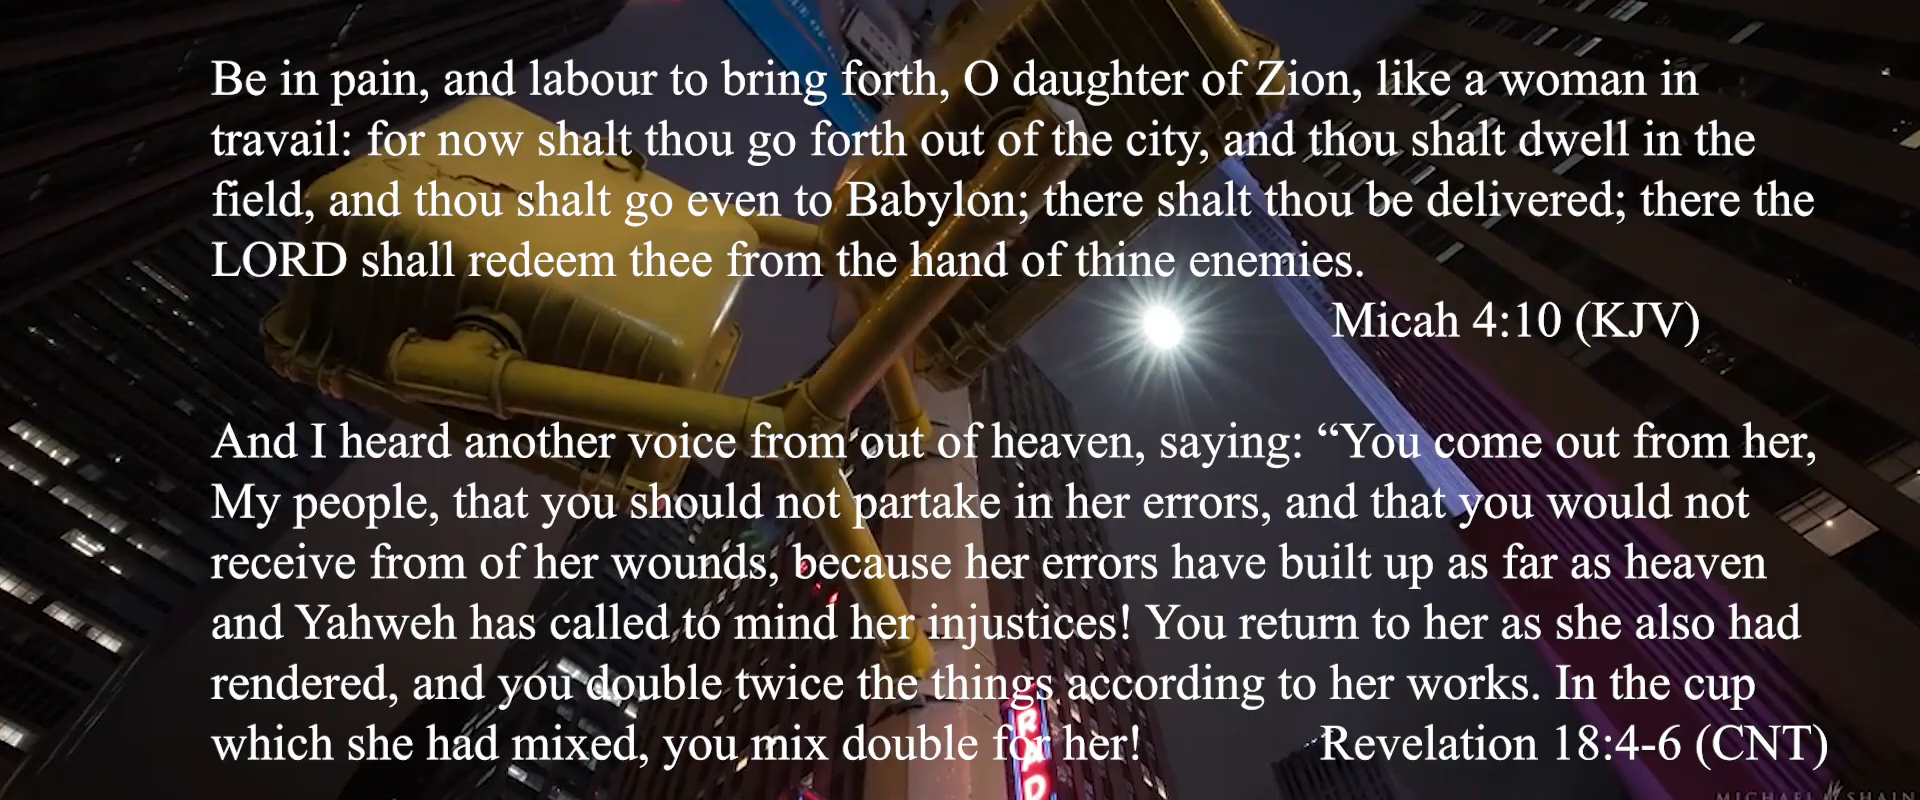 Be in pain, and labour to bring forth, O daughter of Zion, like a woman in
travail: for now shalt thou go forth out of the city, and thou shalt dwell in the
field, and thou shalt go even to Babylon; there shalt thou be delivered; there the
LORD shall redeem thee from the hand of thine enemies.
Micah 4:10 (KJV)
And I heard another voice from out of heaven, saying: “You come out from her,
My people, that you should not partake in her errors, and that you would not
receive from of her wounds, because her errors have built up as far as heaven
and Yahweh has called to mind her injustices! You return to her as she also had
rendered, and you double twice the things according to her works. In the cup
which she had mixed, you mix double for her!
Revelation 18:4-6 (CNT)
RAD
MICHAEL SHAIN